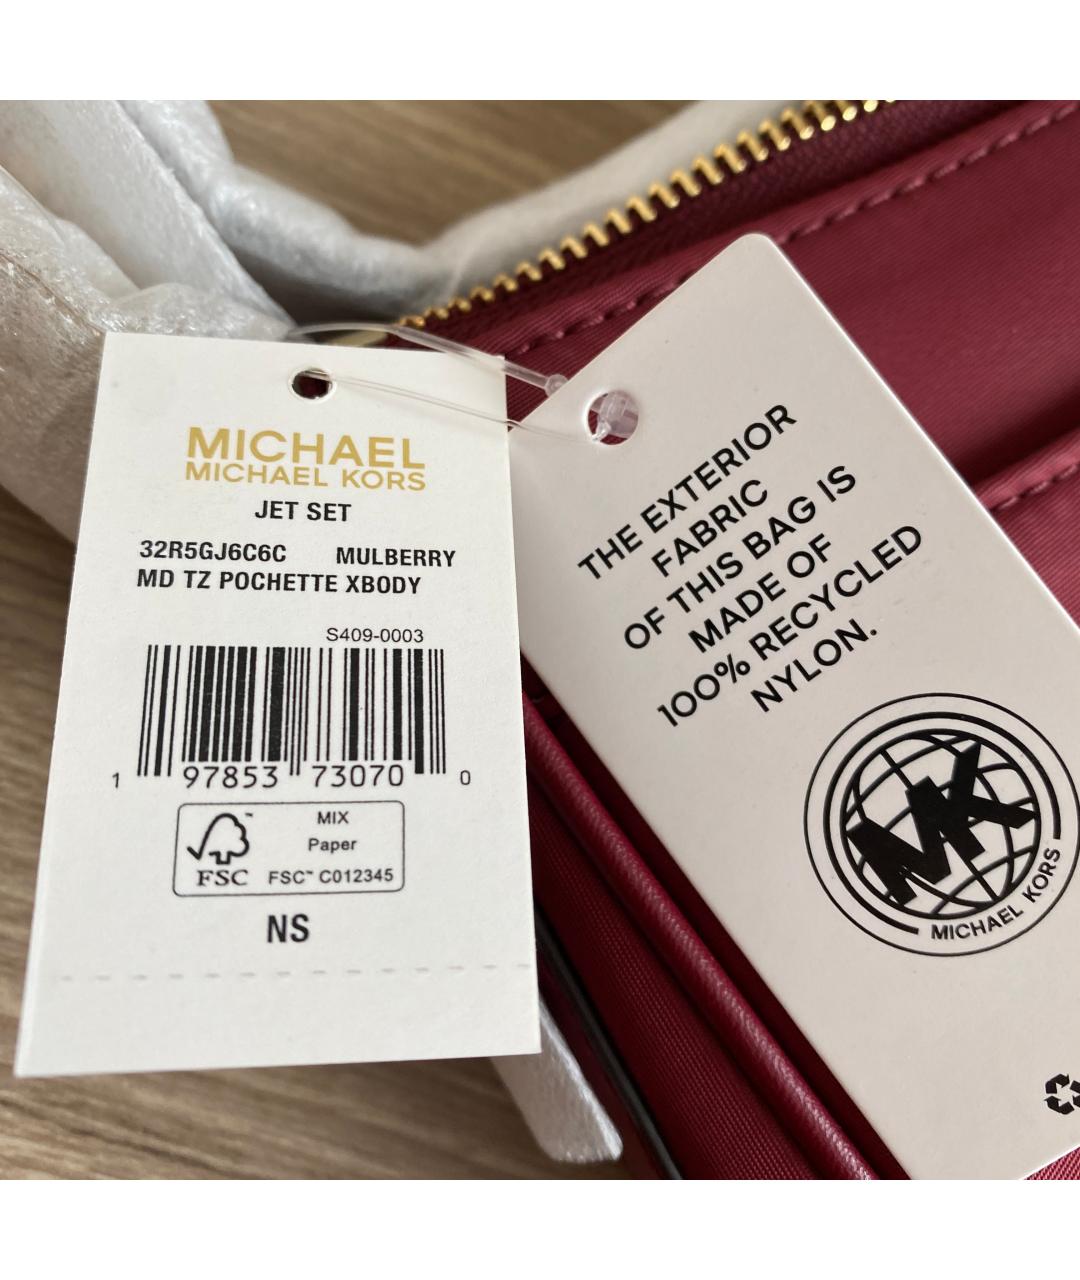 MICHAEL
MICHAEL KORS
JET SET
32R5GJ6C6C MULBERRY
MD TZ POCHETTE XBODY
S409-0003
1 97853 73070 0
FSC
MIX
Paper
FSC™ C012345
NS
THE EXTERIOR
FABRIC
OF THIS BAG IS
MADE OF
100% RECYCLED
NYLON.
MK
MICHAEL KORS